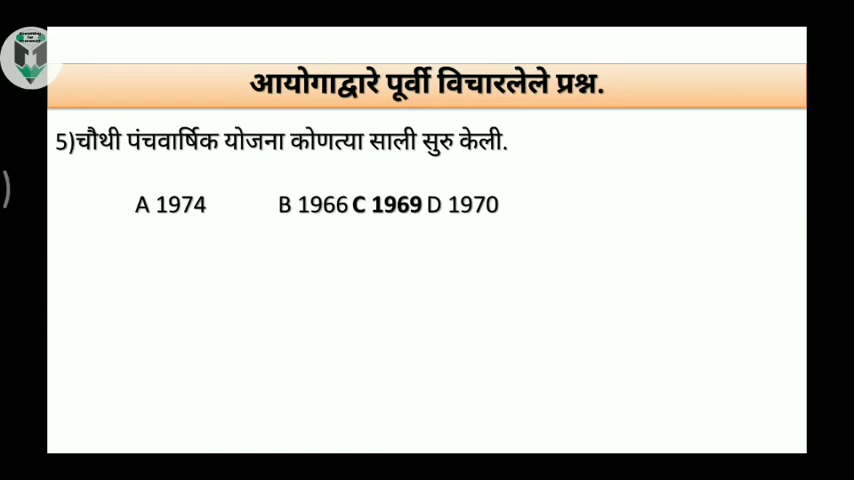 आयोगाद्वारे पूर्वी विचारलेले प्रश्न.
5)चौथी पंचवार्षिक योजना कोणत्या साली सुरु केली.
A 1974 B 1966 C 1969 D 1970